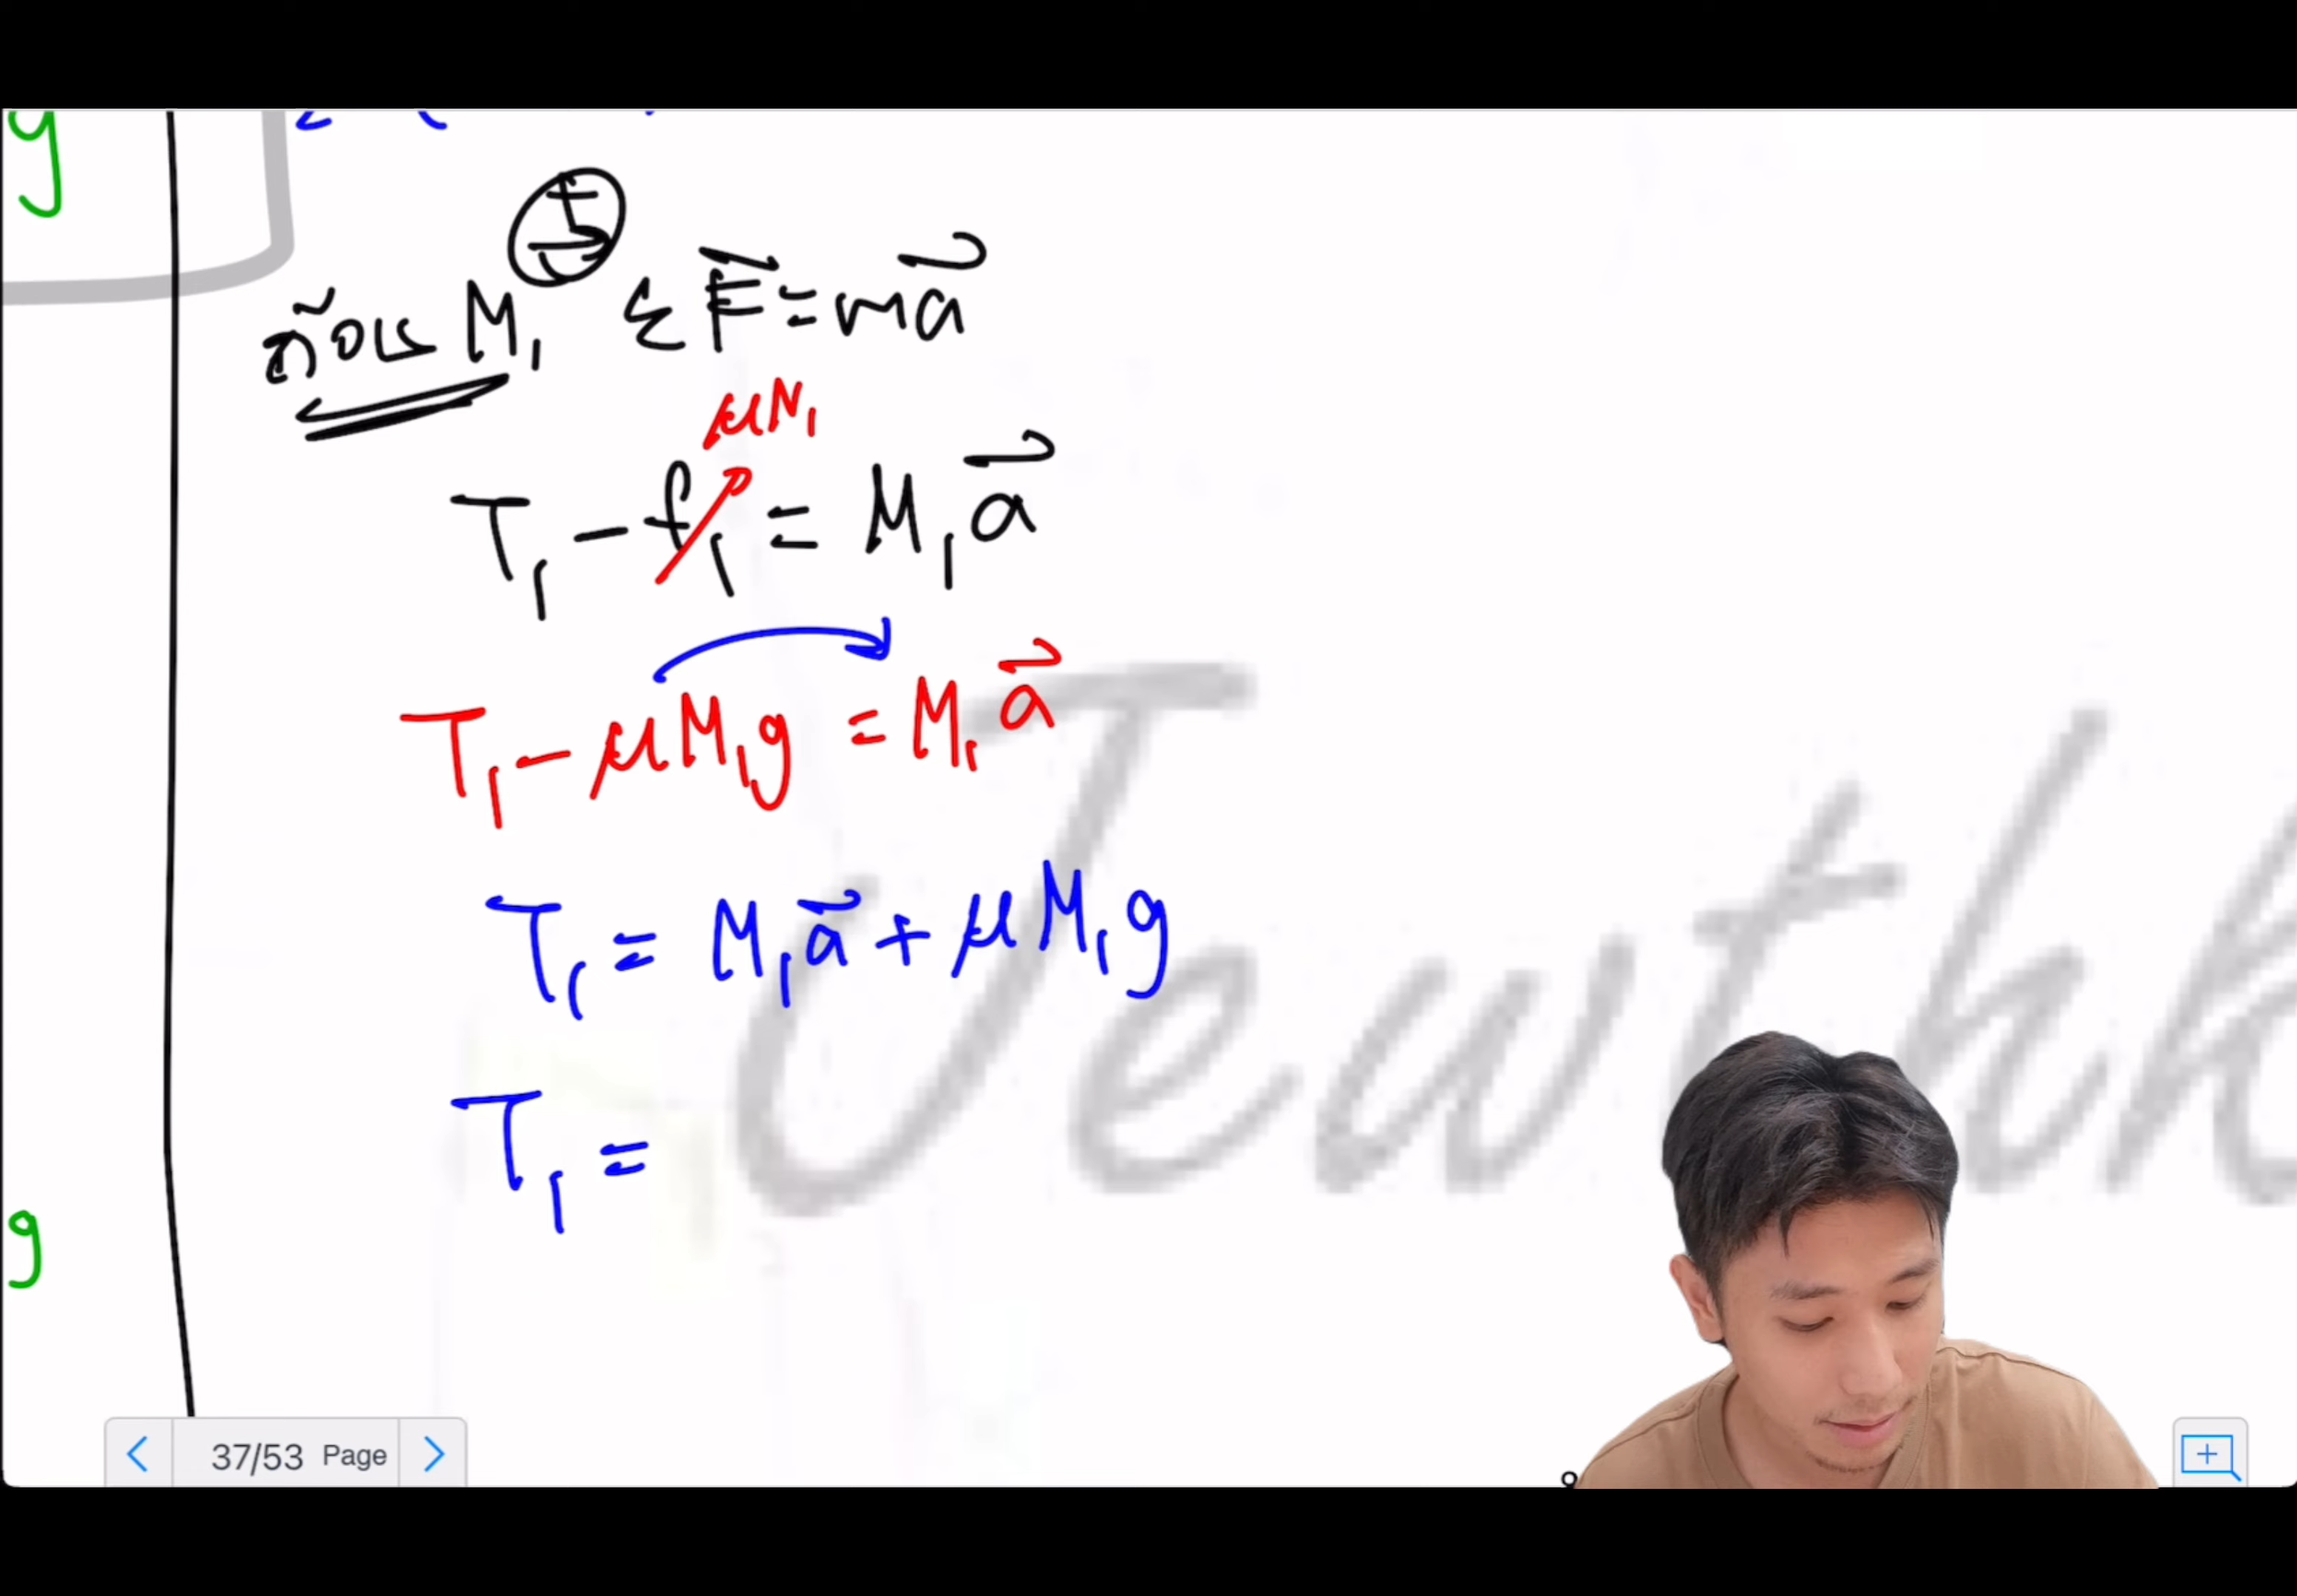 g
ก้อน M₁ ΣF⃗ = ma⃗
μN₁
T₁ - f₁ = M₁a⃗
T₁ - μM₁g = M₁a⃗
T₁ = M₁a⃗ + μM₁g
T₁ =
g
Jewthk
37/53 Page